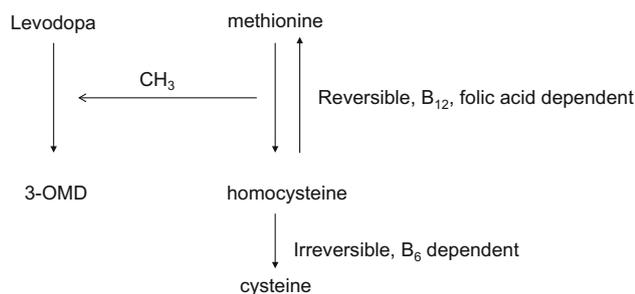 Levodopa methionine
CH₃
Reversible, B₁₂, folic acid dependent
3-OMD homocysteine
Irreversible, B₆ dependent
cysteine